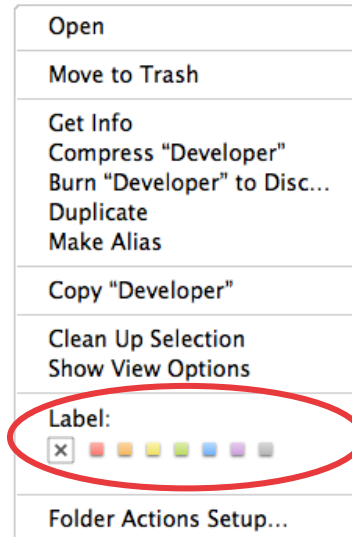 Open
Move to Trash
Get Info
Compress “Developer”
Burn “Developer” to Disc...
Duplicate
Make Alias
Copy “Developer”
Clean Up Selection
Show View Options
Label:
Folder Actions Setup...